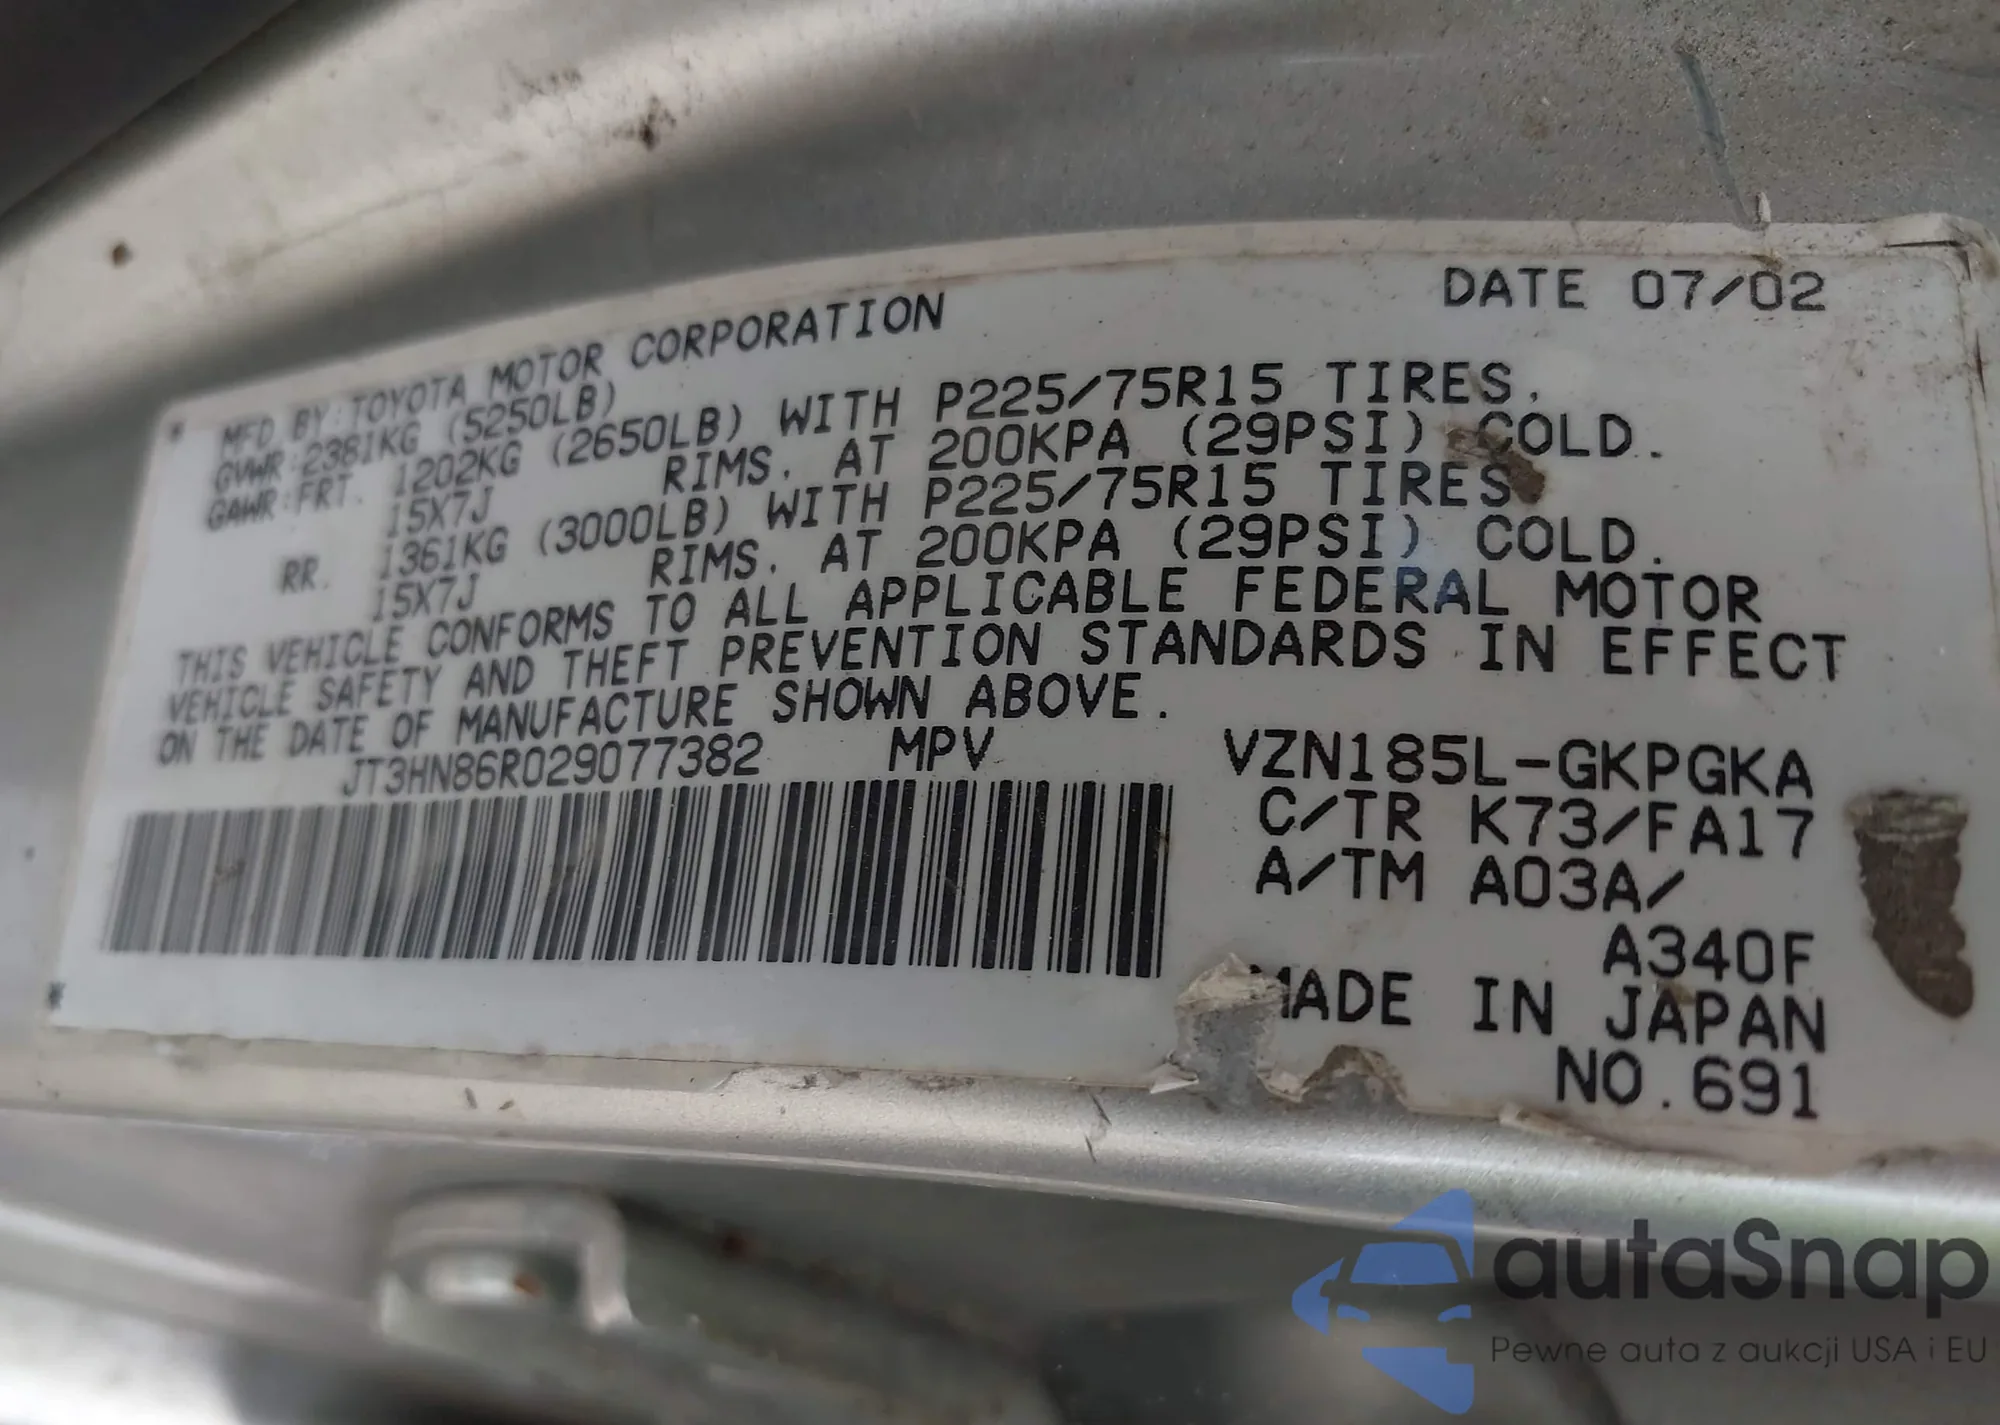 DATE 07/02
MFD BY:TOYOTA MOTOR CORPORATION
GVWR:2381KG (5250LB)
GAWR:FRT. 1202KG (2650LB) WITH P225/75R15 TIRES,
15X7J RIMS, AT 200KPA (29PSI) COLD.
RR. 1361KG (3000LB) WITH P225/75R15 TIRES
15X7J RIMS, AT 200KPA (29PSI) COLD.
THIS VEHICLE CONFORMS TO ALL APPLICABLE FEDERAL MOTOR
VEHICLE SAFETY AND THEFT PREVENTION STANDARDS IN EFFECT
ON THE DATE OF MANUFACTURE SHOWN ABOVE.
JT3HN86R029077382 MPV VZN185L-GKPGKA
C/TR K73/FA17
A/TM A03A/
A340F
MADE IN JAPAN
NO.691
autaSnap
Pewne auta z aukcji USA i EU